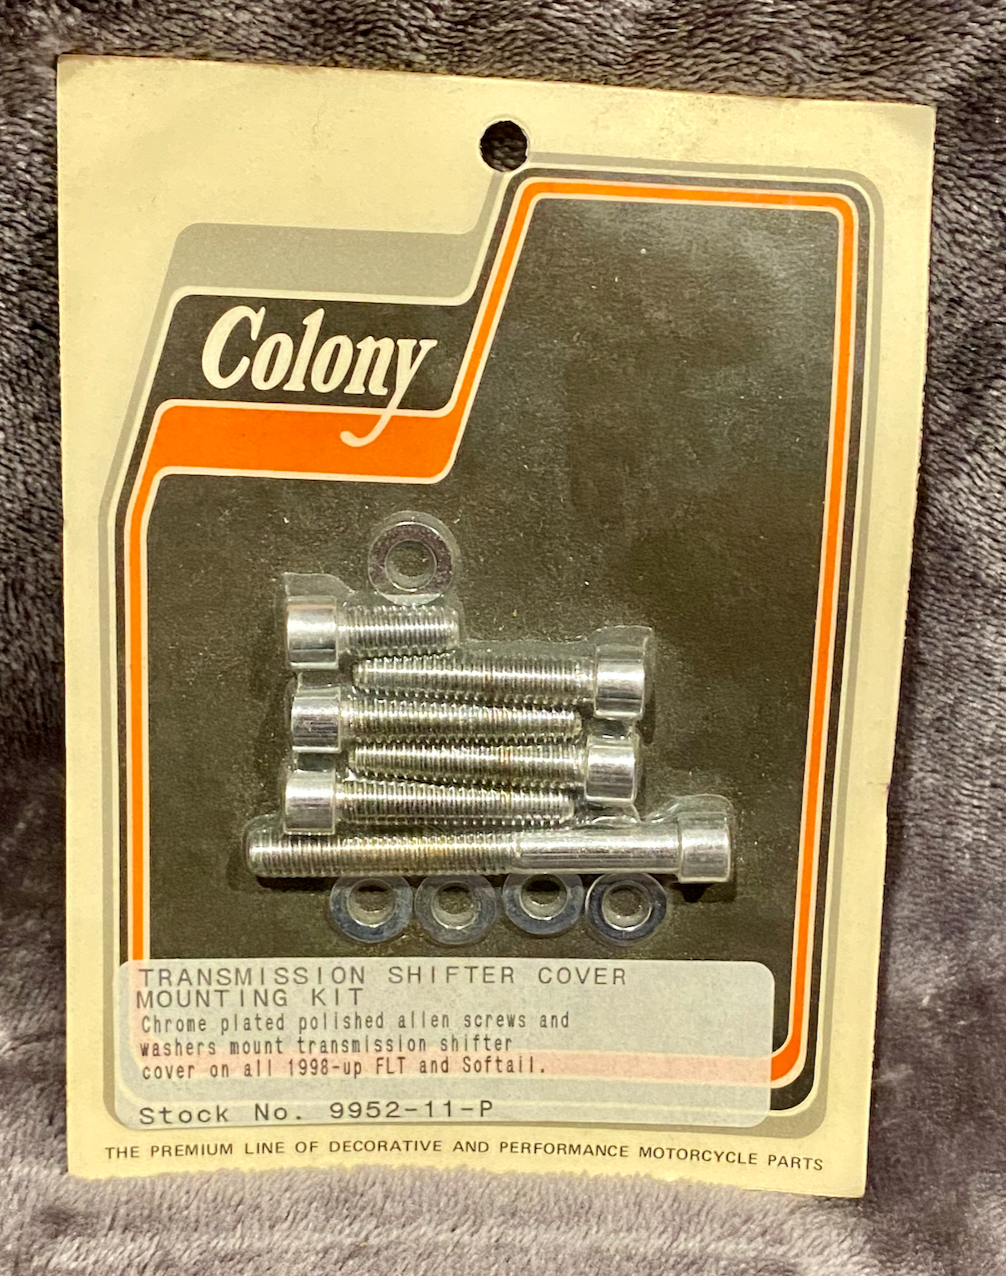 Colony
TRANSMISSION SHIFTER COVER
MOUNTING KIT
Chrome plated polished allen screws and
washers mount transmission shifter
cover on all 1998-up FLT and Softail.
Stock No. 9952-11-P
THE PREMIUM LINE OF DECORATIVE AND PERFORMANCE MOTORCYCLE PARTS